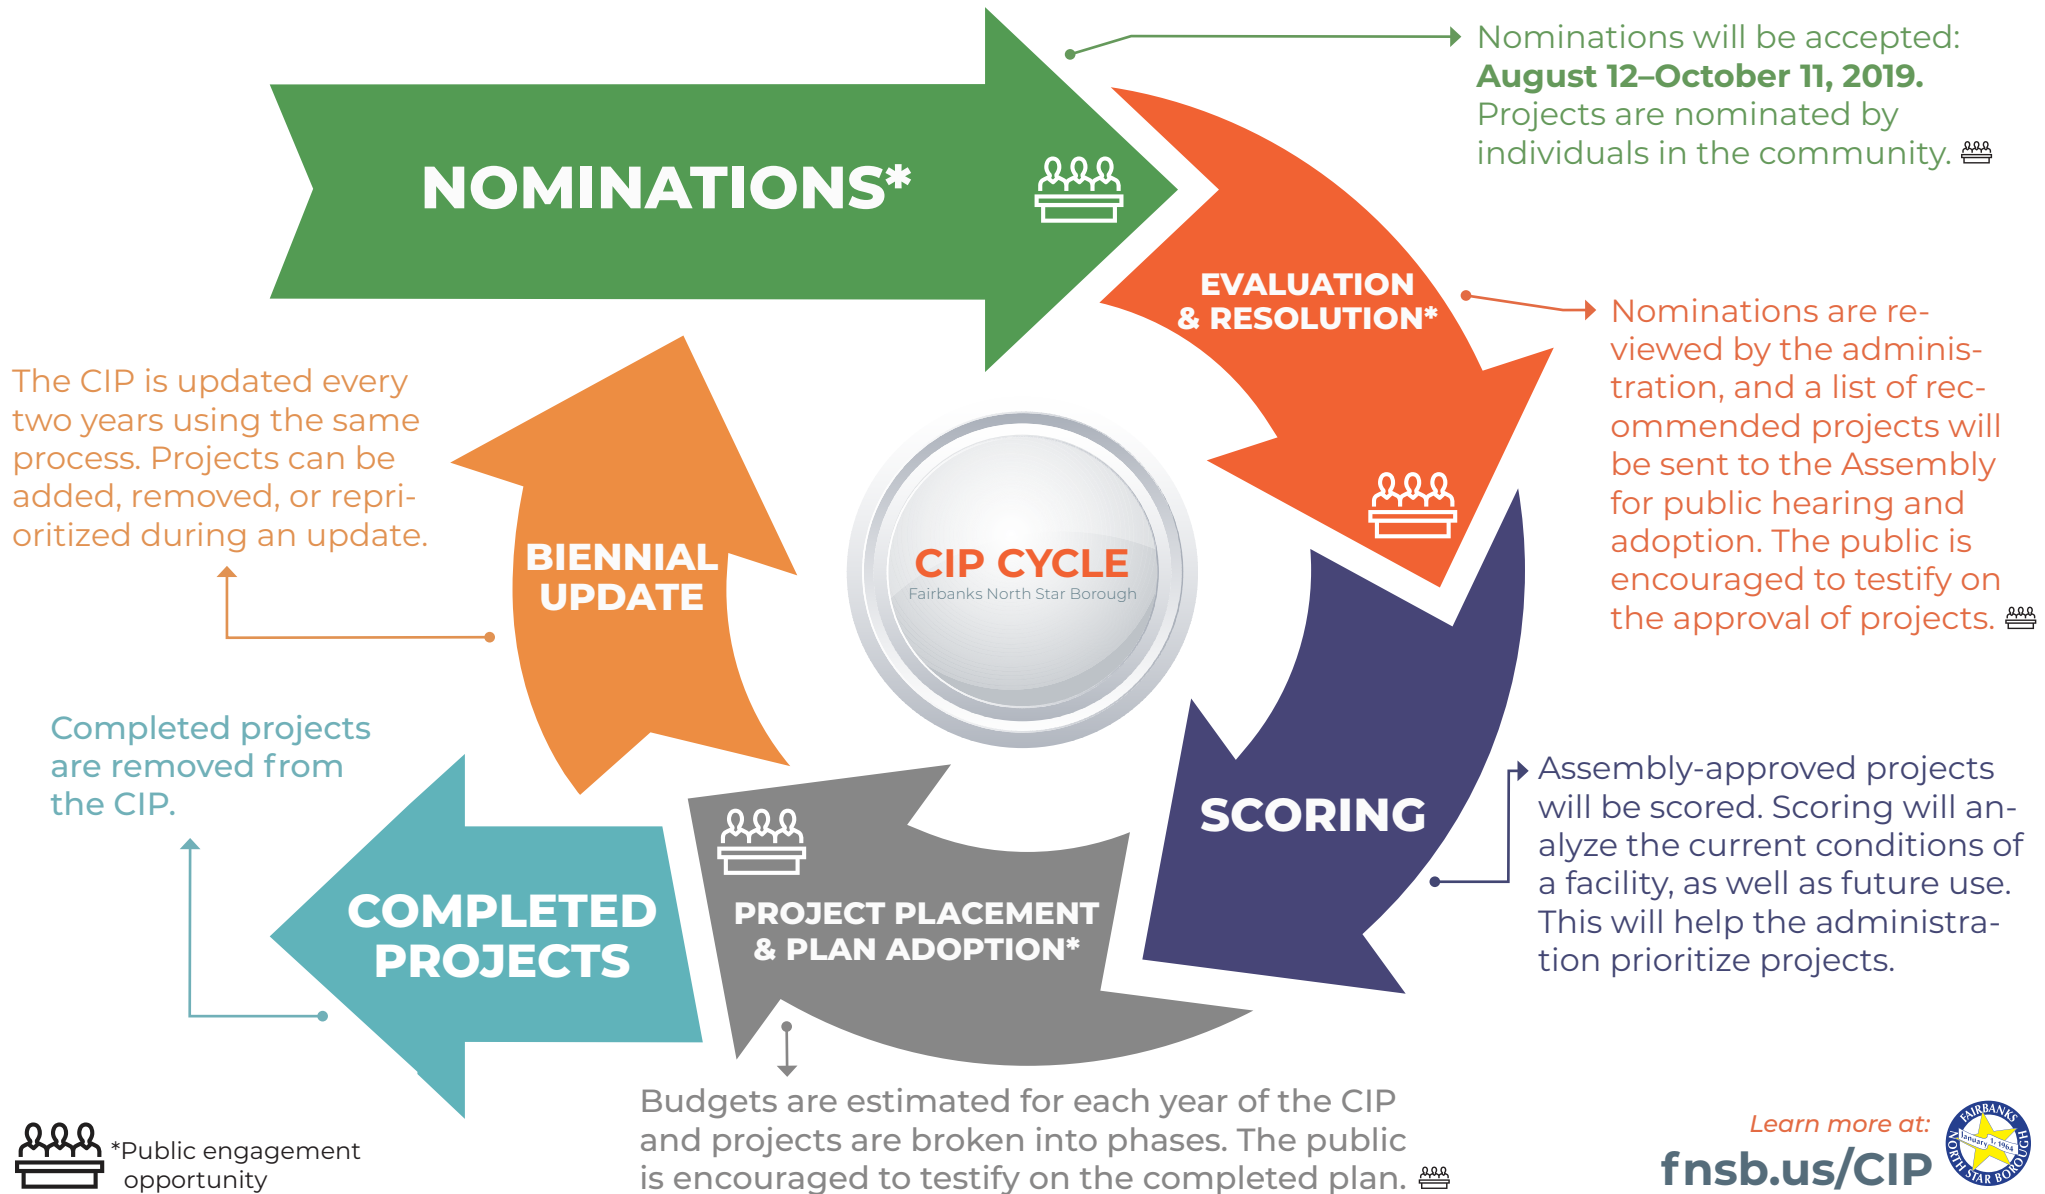 NOMINATIONS*
Nominations will be accepted:
August 12–October 11, 2019.
Projects are nominated by
individuals in the community.
EVALUATION
& RESOLUTION*
Nominations are re-
viewed by the adminis-
tration, and a list of rec-
ommended projects will
be sent to the Assembly
for public hearing and
adoption. The public is
encouraged to testify on
the approval of projects.
The CIP is updated every
two years using the same
process. Projects can be
added, removed, or repri-
oritized during an update.
BIENNIAL
UPDATE
CIP CYCLE
Fairbanks North Star Borough
SCORING
Assembly-approved projects
will be scored. Scoring will an-
alyze the current conditions of
a facility, as well as future use.
This will help the administra-
tion prioritize projects.
Completed projects
are removed from
the CIP.
COMPLETED
PROJECTS
PROJECT PLACEMENT
& PLAN ADOPTION*
Budgets are estimated for each year of the CIP
and projects are broken into phases. The public
is encouraged to testify on the completed plan.
*Public engagement
opportunity
Learn more at:
fnsb.us/CIP
FAIRBANKS
January 1, 1964
NORTH STAR BOROUGH